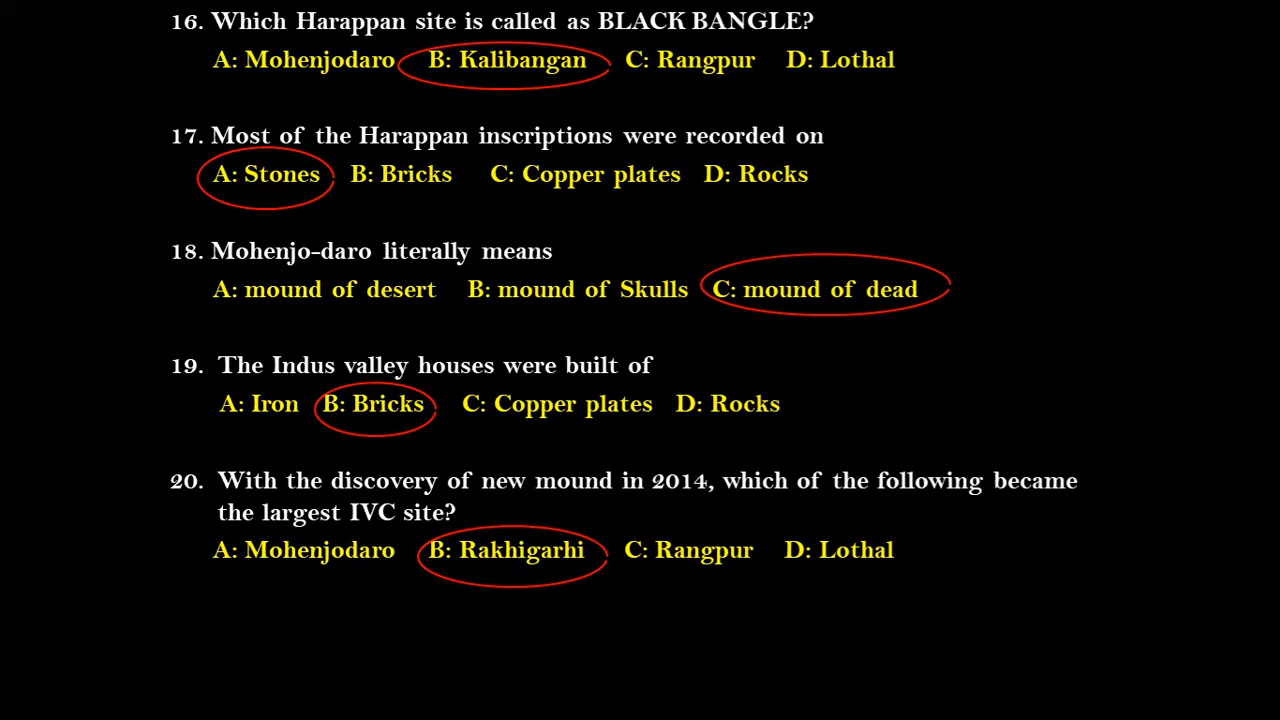 16. Which Harappan site is called as BLACK BANGLE?
A: Mohenjodaro B: Kalibangan C: Rangpur D: Lothal
17. Most of the Harappan inscriptions were recorded on
A: Stones B: Bricks C: Copper plates D: Rocks
18. Mohenjo-daro literally means
A: mound of desert B: mound of Skulls C: mound of dead
19. The Indus valley houses were built of
A: Iron B: Bricks C: Copper plates D: Rocks
20. With the discovery of new mound in 2014, which of the following became
the largest IVC site?
A: Mohenjodaro B: Rakhigarhi C: Rangpur D: Lothal